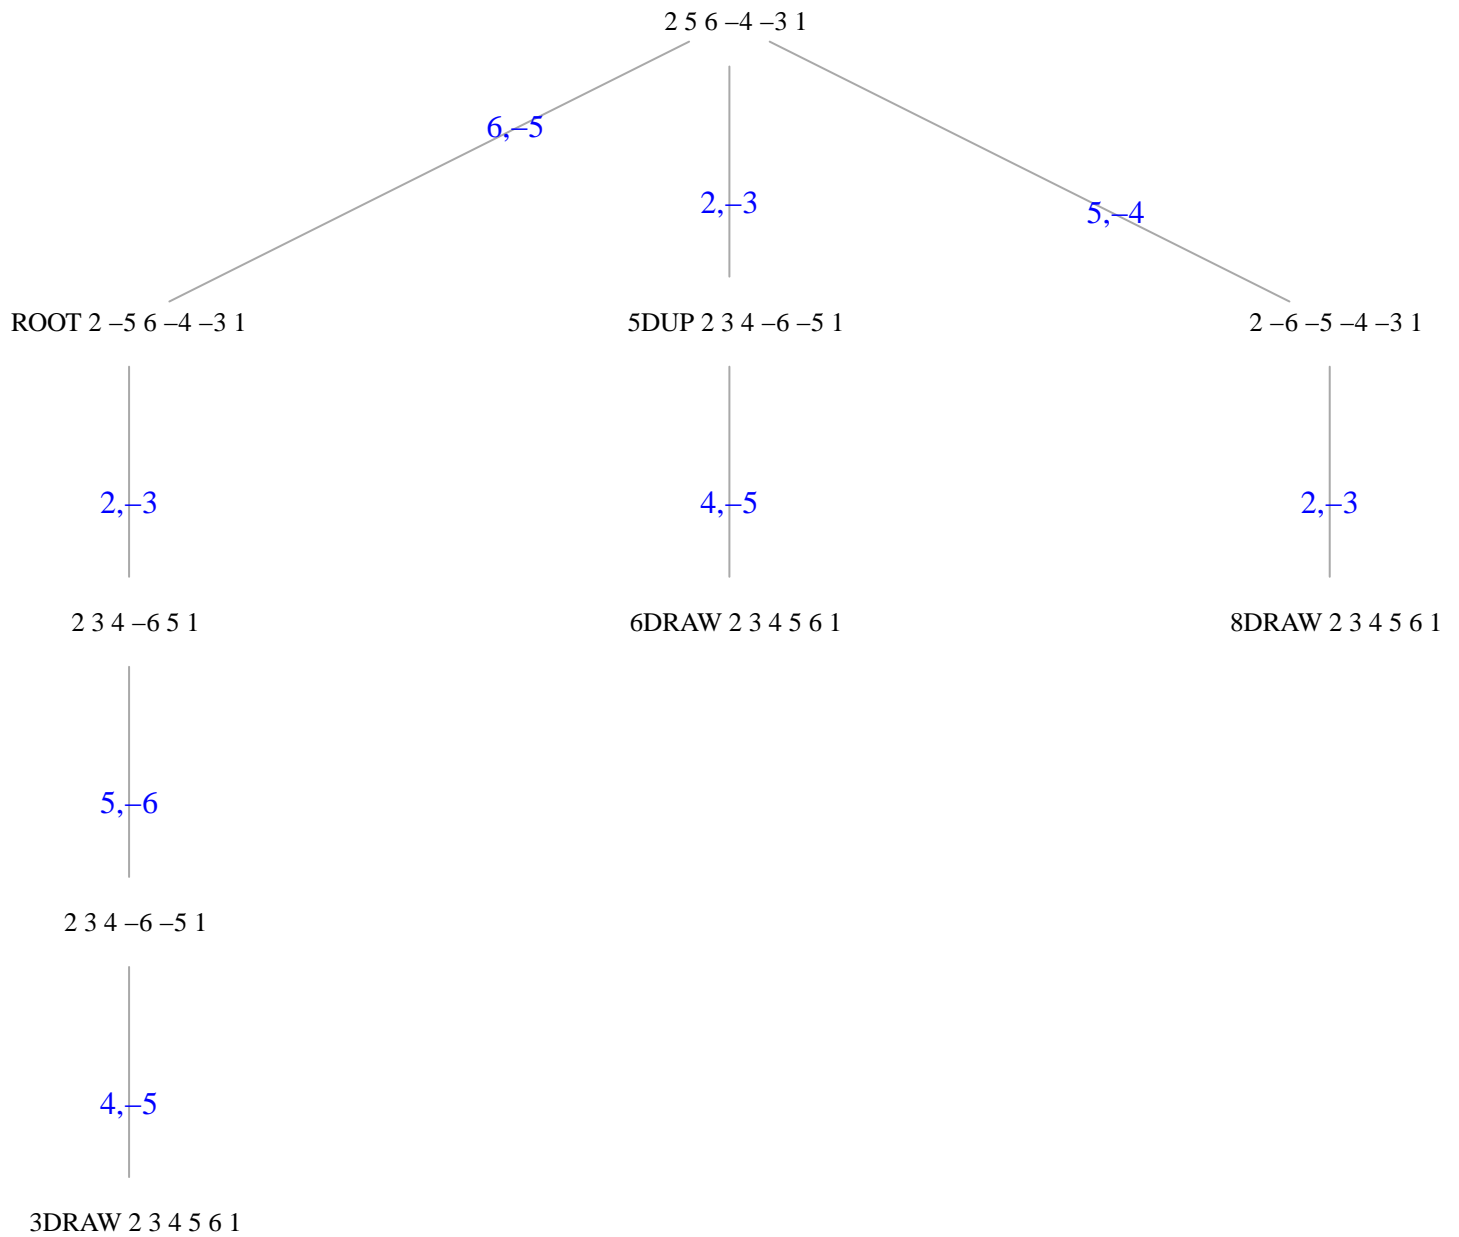 2 5 6 –4 –3 1
6,–5
2,–3
5,–4
ROOT 2 –5 6 –4 –3 1
5DUP 2 3 4 –6 –5 1
2 –6 –5 –4 –3 1
2,–3
4,–5
2,–3
2 3 4 –6 5 1
6DRAW 2 3 4 5 6 1
8DRAW 2 3 4 5 6 1
5,–6
2 3 4 –6 –5 1
4,–5
3DRAW 2 3 4 5 6 1